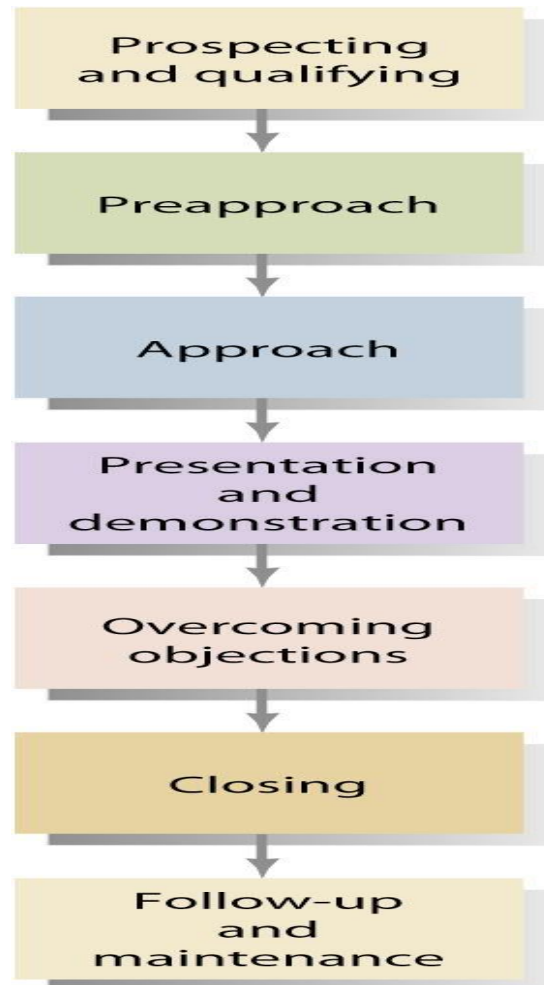 Prospecting
and qualifying
Preapproach
Approach
Presentation
and
demonstration
Overcoming
objections
Closing
Follow-up
and
maintenance